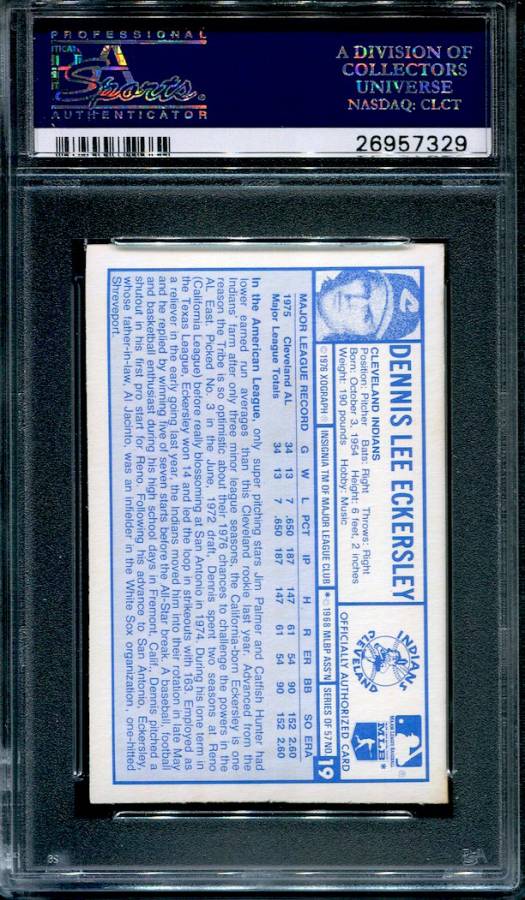 PROFESSIONAL
Sports
AUTHENTICATOR
A DIVISION OF
COLLECTORS
UNIVERSE
NASDAQ: CLCT
26957329
DENNIS LEE ECKERSLEY
CLEVELAND INDIANS
Position: Pitcher Bats: Right Throws: Right
Born: October 3, 1954 Height: 6 feet, 2 inches
Weight: 190 pounds Hobby: Music
INDIANS
CLEVELAND
MLB
OFFICIALLY AUTHORIZED CARD
© 1976 XOGRAPH® INSIGNIA TM OF MAJOR LEAGUE CLUB *© 1968 MLBP ASS'N SERIES OF 57 NO. 19
MAJOR LEAGUE RECORD G W L PCT IP H R ER BB SO ERA
1975 Cleveland AL 34 13 7 .650 187 147 61 54 90 152 2.60
Major League Totals 34 13 7 .650 187 147 61 54 90 152 2.60
In the American League, only super pitching stars Jim Palmer and Catfish Hunter had
lower earned run averages than this Cleveland rookie last year. Advanced from the
Indians' farm after only three minor league seasons, the California-born Eckersley is one
reason the Tribe is so optimistic about their 1976 chances to challenge the powers in the
AL East. Picked No. 3 in the June, 1972 draft, Dennis spent two seasons at Reno
(California League) before really blossoming at San Antonio in 1974. During his lone term in
the Texas League, Eckersley won 14 and led the loop in strikeouts with 163. Employed as
a reliever in the early going last year, the Indians moved him into their rotation in late May
and he replied by winning five of seven starts before the All-Star break. A baseball, football
and basketball enthusiast during his high school days in Fremont, Calif., Dennis pitched a
shutout in his first pro start for Reno. Following his advance to San Antonio, Eckersley,
whose father-in-law, Al Jacinto, was an infielder in the White Sox organization, one-hitted
Shreveport.